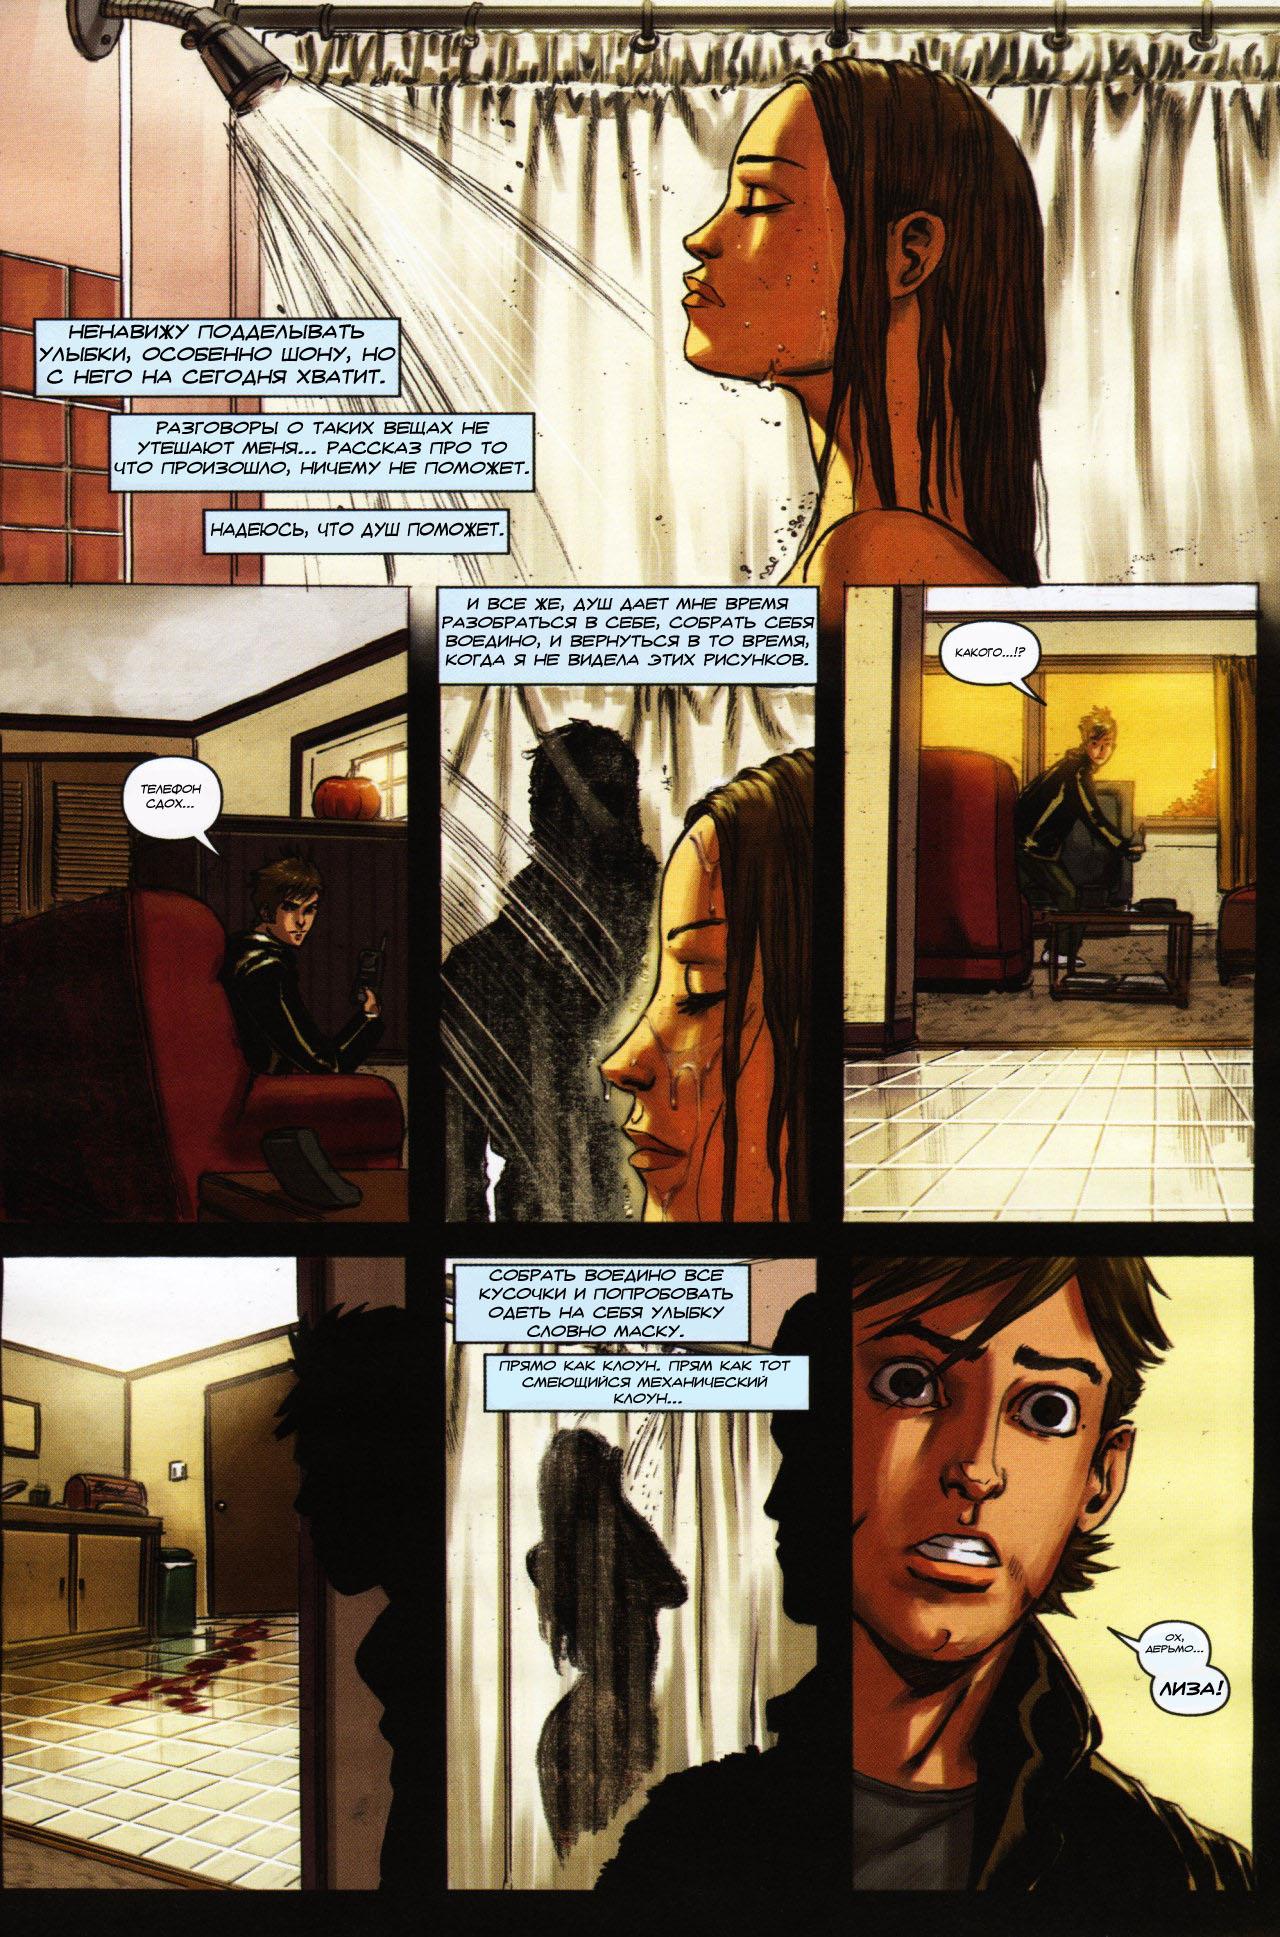 НЕНАВИЖУ ПОДДЕЛЫВАТЬ
УЛЫБКИ, ОСОБЕННО ШОНУ, НО
С НЕГО НА СЕГОДНЯ ХВАТИТ.
РАЗГОВОРЫ О ТАКИХ ВЕЩАХ НЕ
УТЕШАЮТ МЕНЯ... РАССКАЗ ПРО ТО
ЧТО ПРОИЗОШЛО, НИЧЕМУ НЕ ПОМОЖЕТ.
НАДЕЮСЬ, ЧТО ДУШ ПОМОЖЕТ.
ТЕЛЕФОН
СДОХ...
И ВСЕ ЖЕ, ДУШ ДАЕТ МНЕ ВРЕМЯ
РАЗОБРАТЬСЯ В СЕБЕ, СОБРАТЬ СЕБЯ
ВОЕДИНО, И ВЕРНУТЬСЯ В ТО ВРЕМЯ,
КОГДА Я НЕ ВИДЕЛА ЭТИХ РИСУНКОВ.
КАКОГО...!?
СОБРАТЬ ВОЕДИНО ВСЕ
КУСОЧКИ И ПОПРОБОВАТЬ
ОДЕТЬ НА СЕБЯ УЛЫБКУ
СЛОВНО МАСКУ.
ПРЯМО КАК КЛОУН. ПРЯМ КАК ТОТ
СМЕЮЩИЙСЯ МЕХАНИЧЕСКИЙ
КЛОУН...
ОХ,
ДЕРЬМО...
ЛИЗА!